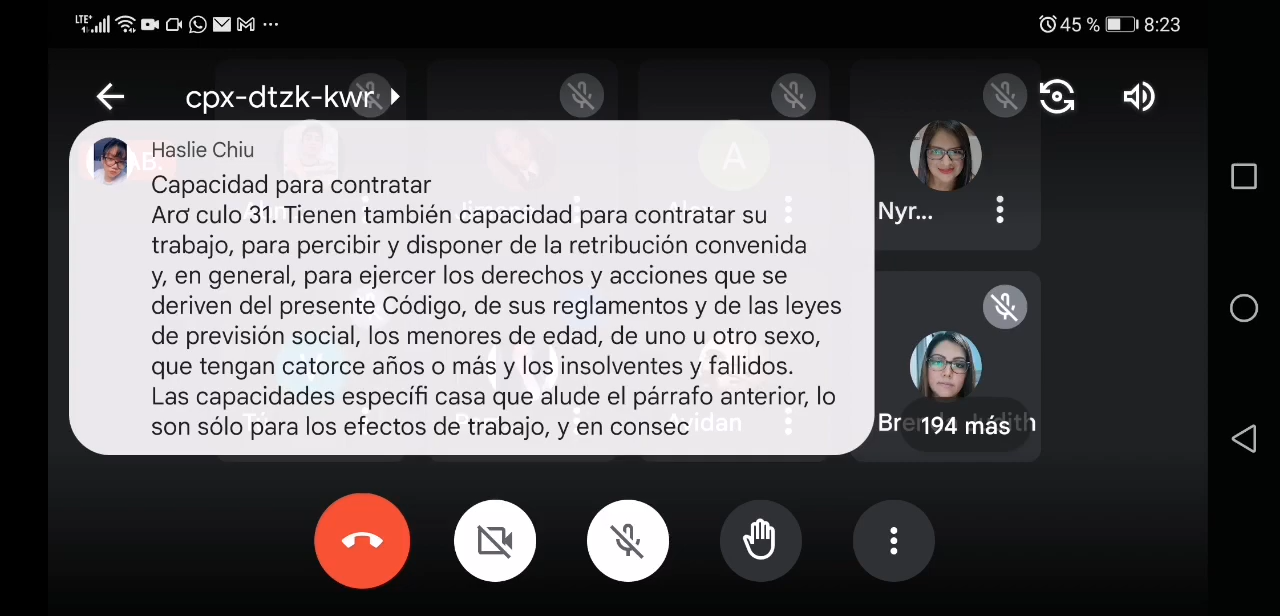 LTE+ 45 % 8:23
cpx-dtzk-kwr
Haslie Chiu
Capacidad para contratar
Arơ culo 31. Tienen también capacidad para contratar su
trabajo, para percibir y disponer de la retribución convenida
y, en general, para ejercer los derechos y acciones que se
deriven del presente Código, de sus reglamentos y de las leyes
de previsión social, los menores de edad, de uno u otro sexo,
que tengan catorce años o más y los insolventes y fallidos.
Las capacidades específi casa que alude el párrafo anterior, lo
son sólo para los efectos de trabajo, y en consec
A
Nyr...
Tú
194 más